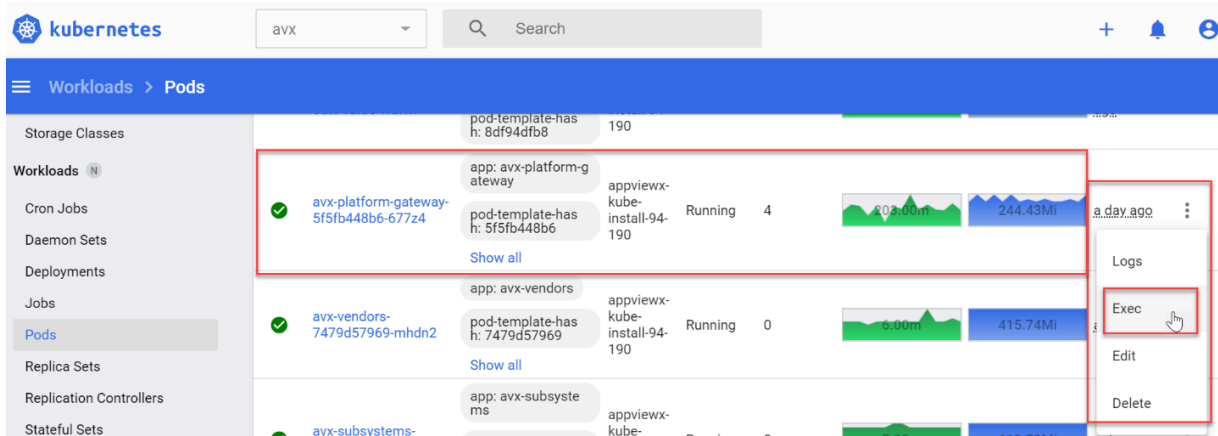 kubernetes
avx
Search
Workloads > Pods
Storage Classes
Workloads N
Cron Jobs
Daemon Sets
Deployments
Jobs
Pods
Replica Sets
Replication Controllers
Stateful Sets
pod-template-has
h: 8df94dfb8
190
avx-platform-gateway-
5f5fb448b6-677z4
app: avx-platform-g
ateway
pod-template-has
h: 5f5fb448b6
Show all
appviewx-
kube-
install-94-
190
Running
4
203.00m
244.43Mi
a day ago
avx-vendors-
7479d57969-mhdn2
app: avx-vendors
pod-template-has
h: 7479d57969
Show all
appviewx-
kube-
install-94-
190
Running
0
6.00m
415.74Mi
avx-subsystems-
app: avx-subsyste
ms
appviewx-
kube-
Logs
Exec
Edit
Delete